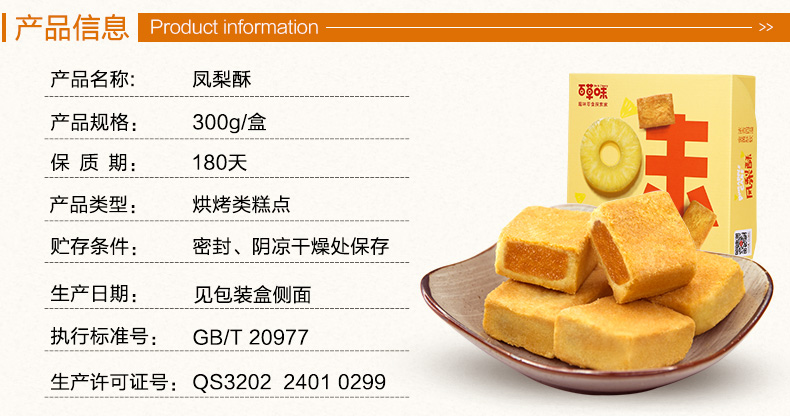 产品信息 Product information >>
产品名称: 凤梨酥
产品规格: 300g/盒
保 质 期: 180天
产品类型: 烘烤类糕点
贮存条件: 密封、阴凉干燥处保存
生产日期: 见包装盒侧面
执行标准号: GB/T 20977
生产许可证号: QS3202 2401 0299
百草味
味
凤梨酥